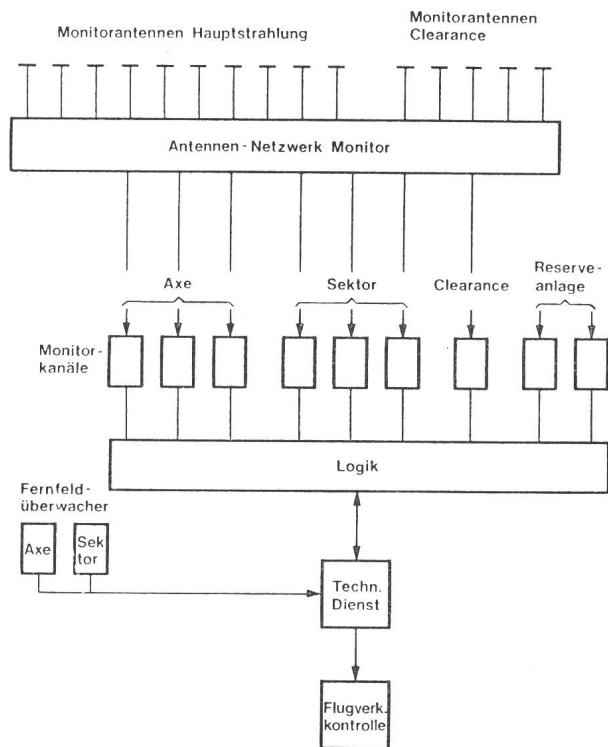 Monitorantennen Hauptstrahlung
Monitorantennen
Clearance
Antennen-Netzwerk Monitor
Axe
Sektor
Clearance
Reserve-
anlage
Monitor-
kanäle
Logik
Fernfeld-
überwacher
Axe
Sek
tor
Techn.
Dienst
Flugverk.
kontrolle